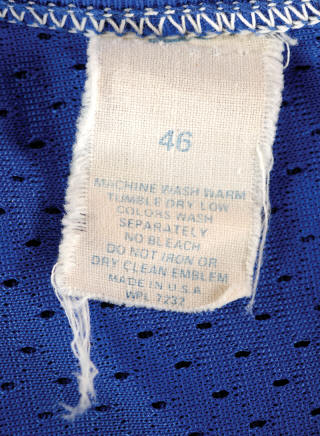 46
MACHINE WASH WARM
TUMBLE DRY LOW
COLORS WASH
SEPARATELY
NO BLEACH
DO NOT IRON OR
DRY CLEAN EMBLEM
MADE IN U.S.A.
WPL 7237